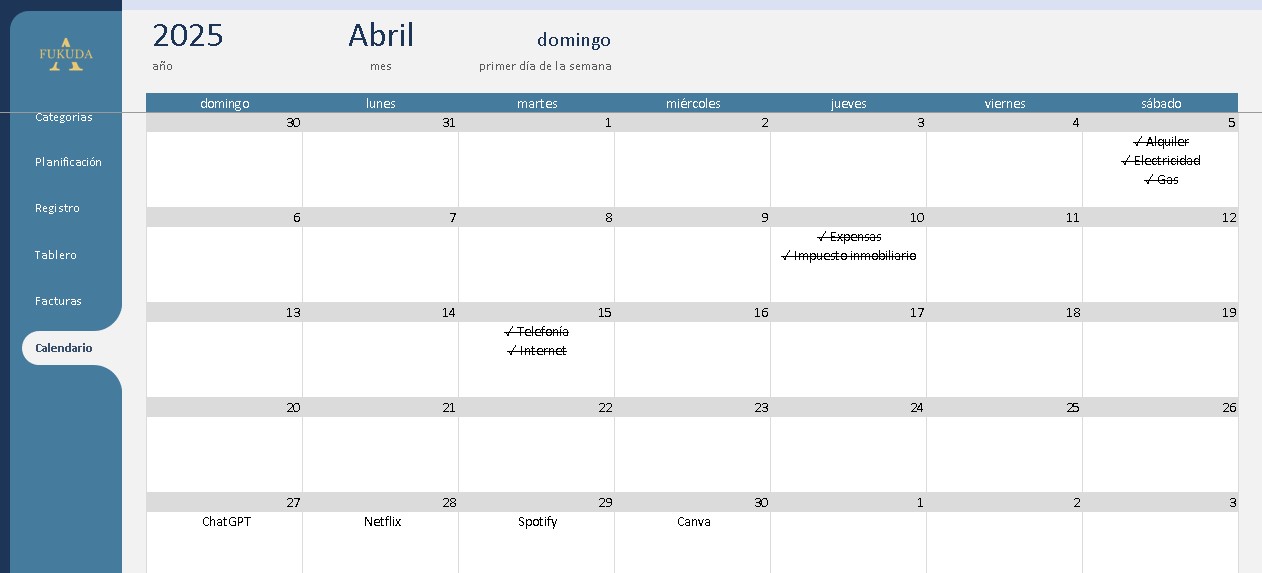 FUKUDA
Categorías
Planificación
Registro
Tablero
Facturas
Calendario
2025 Abril domingo
año mes primer día de la semana
domingo lunes martes miércoles jueves viernes sábado
30 31 1 2 3 4 5
✓ Alquiler
✓ Electricidad
✓ Gas
6 7 8 9 10 11 12
✓ Expensas
✓ Impuesto inmobiliario
13 14 15 16 17 18 19
✓ Telefonía
✓ Internet
20 21 22 23 24 25 26
27 28 29 30 1 2 3
ChatGPT Netflix Spotify Canva